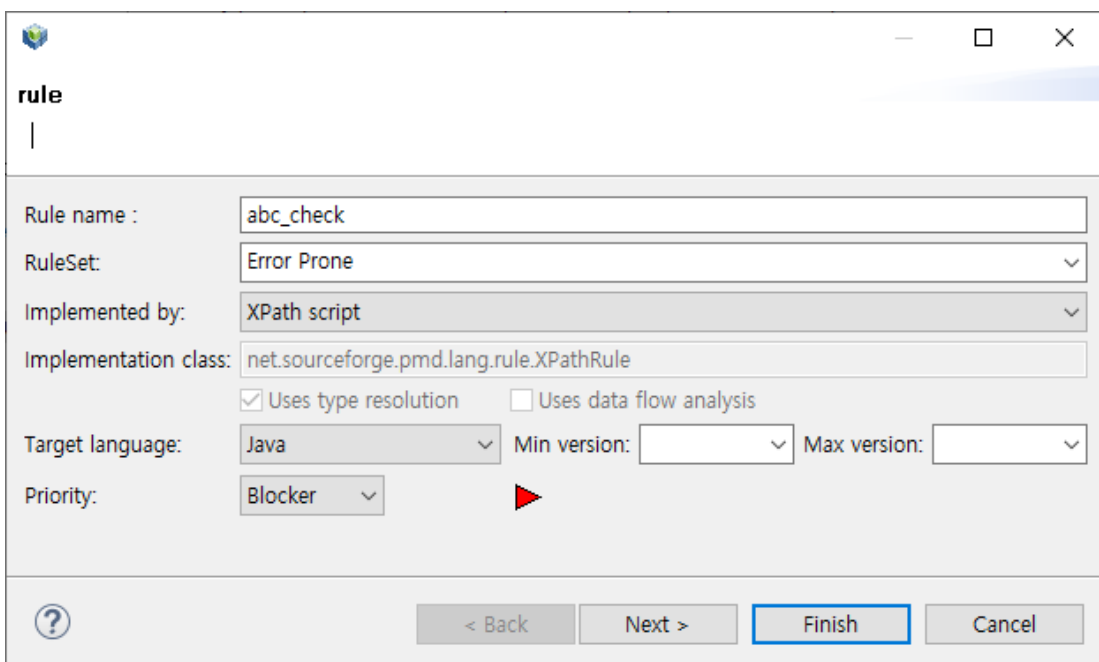 rule
Rule name : abc_check
RuleSet: Error Prone
Implemented by: XPath script
Implementation class: net.sourceforge.pmd.lang.rule.XPathRule
Uses type resolution Uses data flow analysis
Target language: Java Min version: Max version:
Priority: Blocker
? < Back Next > Finish Cancel